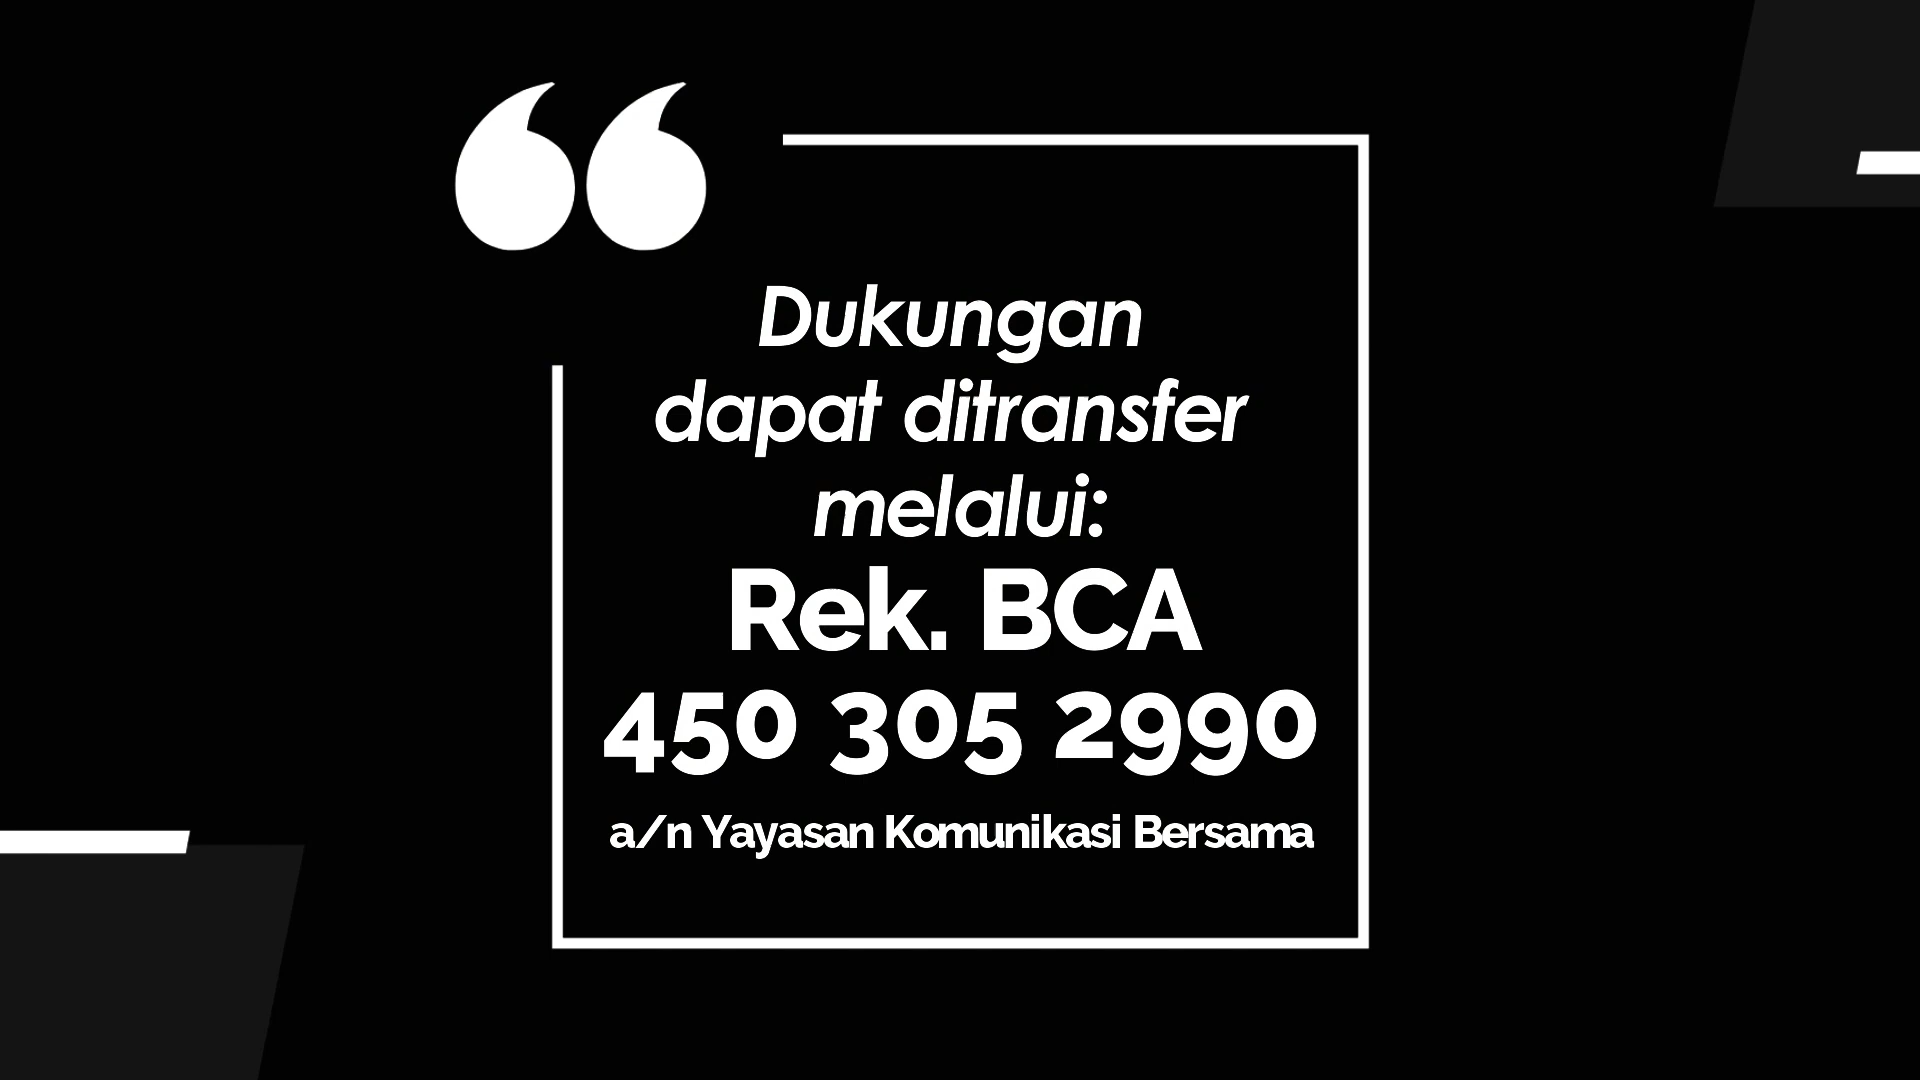 Dukungan
dapat ditransfer
melalui:
Rek. BCA
450 305 2990
a/n Yayasan Komunikasi Bersama